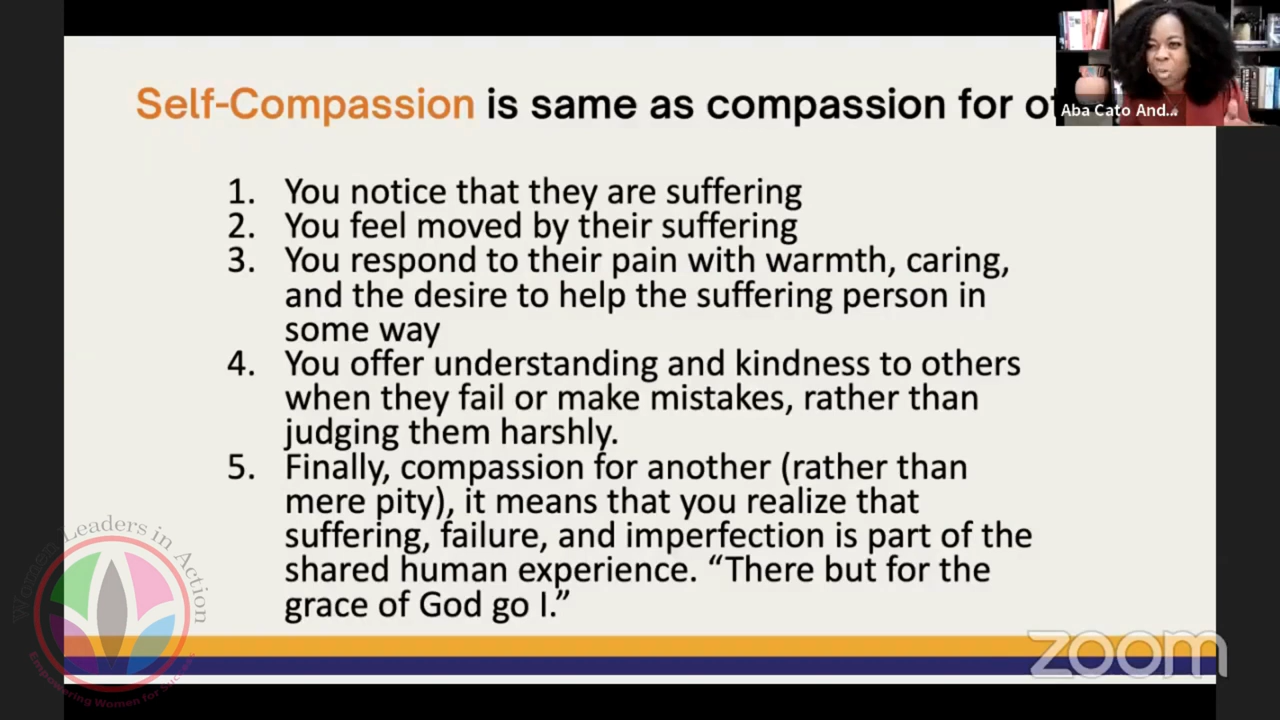 Self-Compassion is same as compassion for
Aba Cato And...
1. You notice that they are suffering
2. You feel moved by their suffering
3. You respond to their pain with warmth, caring,
and the desire to help the suffering person in
some way
4. You offer understanding and kindness to others
when they fail or make mistakes, rather than
judging them harshly.
5. Finally, compassion for another (rather than
mere pity), it means that you realize that
suffering, failure, and imperfection is part of the
shared human experience. “There but for the
grace of God go I.”
Women Leaders in Action
Empowering Women for Success
zoom